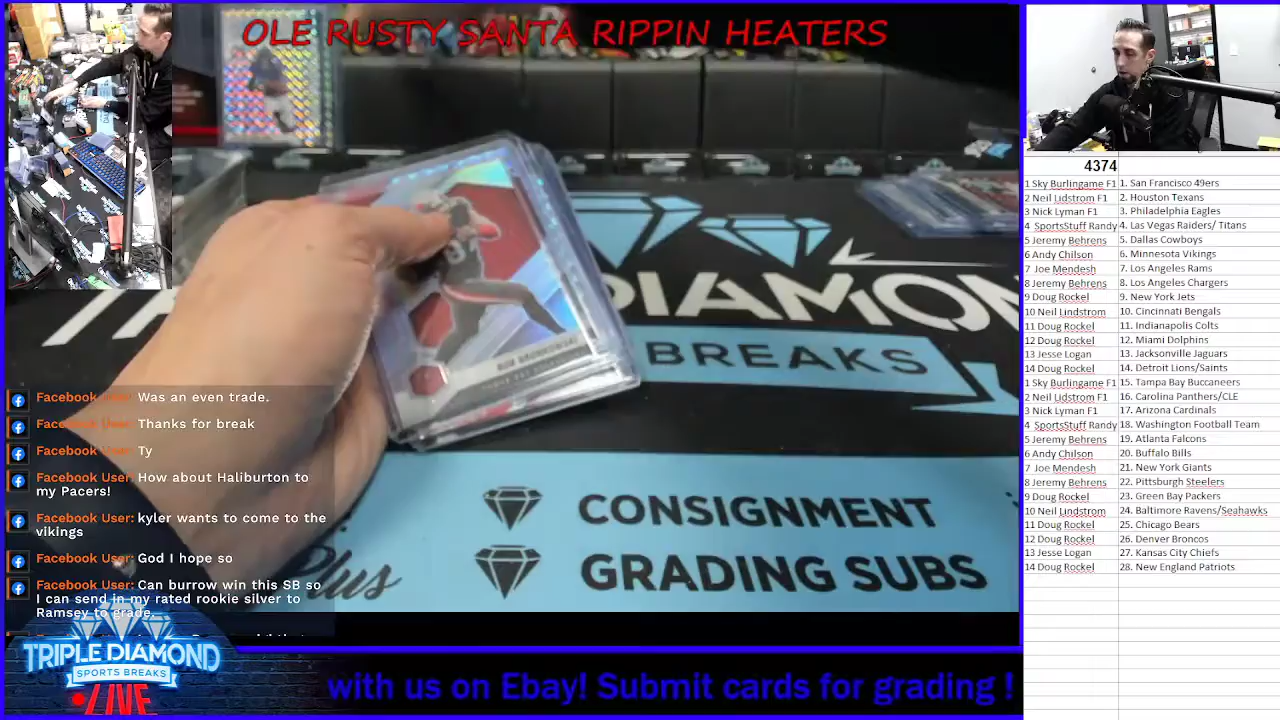 OLE RUSTY SANTA RIPPIN HEATERS
DIAMON
BREAKS
CONSIGNMENT
GRADING SUBS
Plus
ROB GRONKOWSKI
Facebook User: Was an even trade.
Facebook User: Thanks for break
Facebook User: Ty
Facebook User: How about Haliburton to
my Pacers!
Facebook User: kyler wants to come to the
vikings
Facebook User: God I hope so
Facebook User: Can burrow win this SB so
I can send in my rated rookie silver to
Ramsey to grade.
TRIPLE DIAMOND
SPORTS BREAKS
LIVE
with us on Ebay! Submit cards for grading !
4374
1 Sky Burlingame F1 1. San Francisco 49ers
2 Neil Lidstrom F1 2. Houston Texans
3 Nick Lyman F1 3. Philadelphia Eagles
4 SportsStuff Randy 4. Las Vegas Raiders/ Titans
5 Jeremy Behrens 5. Dallas Cowboys
6 Andy Chilson 6. Minnesota Vikings
7 Joe Mendesh 7. Los Angeles Rams
8 Jeremy Behrens 8. Los Angeles Chargers
9 Doug Rockel 9. New York Jets
10 Neil Lindstrom 10. Cincinnati Bengals
11 Doug Rockel 11. Indianapolis Colts
12 Doug Rockel 12. Miami Dolphins
13 Jesse Logan 13. Jacksonville Jaguars
14 Doug Rockel 14. Detroit Lions/Saints
1 Sky Burlingame F1 15. Tampa Bay Buccaneers
2 Neil Lidstrom F1 16. Carolina Panthers/CLE
3 Nick Lyman F1 17. Arizona Cardinals
4 SportsStuff Randy 18. Washington Football Team
5 Jeremy Behrens 19. Atlanta Falcons
6 Andy Chilson 20. Buffalo Bills
7 Joe Mendesh 21. New York Giants
8 Jeremy Behrens 22. Pittsburgh Steelers
9 Doug Rockel 23. Green Bay Packers
10 Neil Lindstrom 24. Baltimore Ravens/Seahawks
11 Doug Rockel 25. Chicago Bears
12 Doug Rockel 26. Denver Broncos
13 Jesse Logan 27. Kansas City Chiefs
14 Doug Rockel 28. New England Patriots